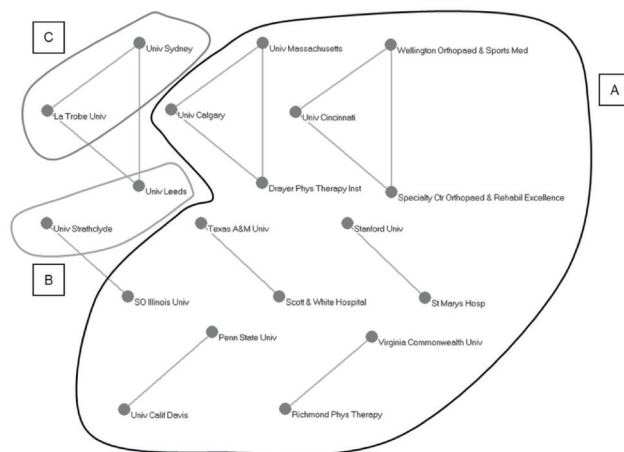 C
Univ Sydney
Univ Massachusetts
Wellington Orthopaed & Sports Med
A
La Trobe Univ
Univ Calgary
Univ Cincinnati
Univ Leeds
Drayer Phys Therapy Inst
Specialty Ctr Orthopaed & Rehabil Excellence
Univ Strathclyde
Texas A&M Univ
Stanford Univ
B
SO Illinois Univ
Scott & White Hospital
St Marys Hosp
Penn State Univ
Virginia Commonwealth Univ
Univ Calif Davis
Richmond Phys Therapy